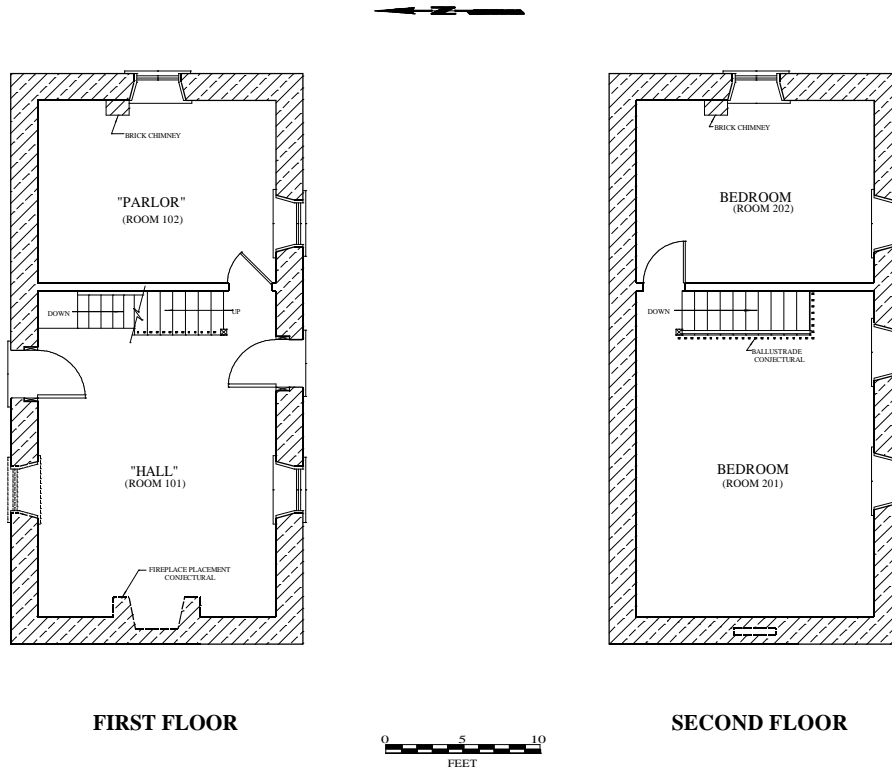 N
BRICK CHIMNEY
"PARLOR"
(ROOM 102)
DOWN
UP
"HALL"
(ROOM 101)
FIREPLACE PLACEMENT
CONJECTURAL
FIRST FLOOR
BRICK CHIMNEY
BEDROOM
(ROOM 202)
DOWN
BALLUSTRADE
CONJECTURAL
BEDROOM
(ROOM 201)
SECOND FLOOR
0 5 10
FEET